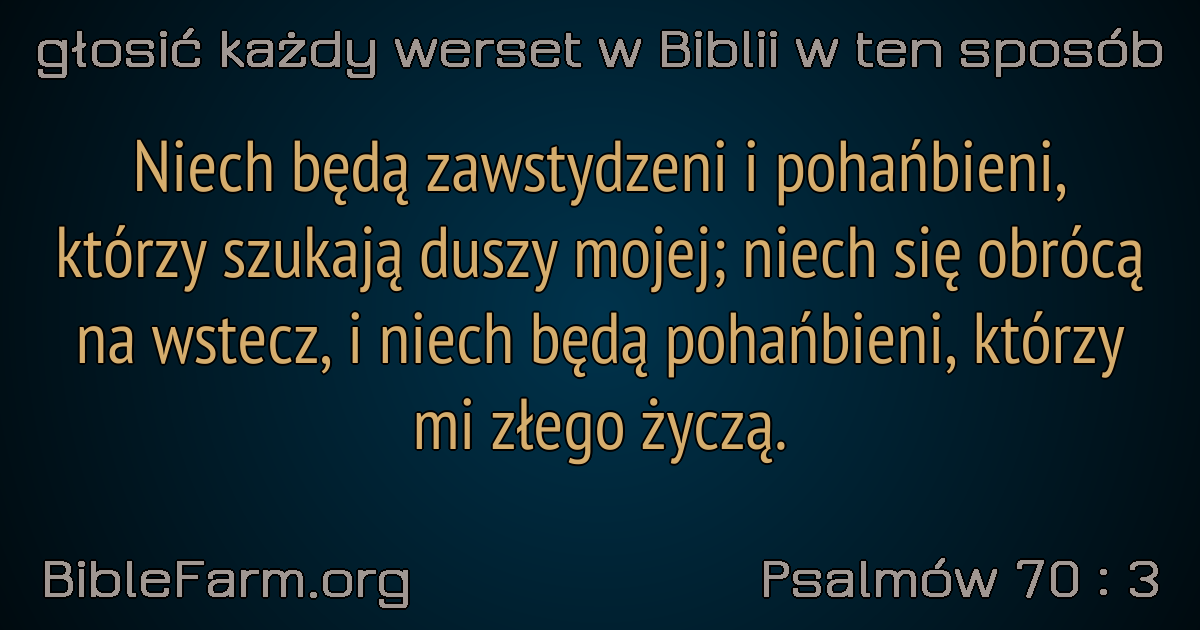 głosić każdy werset w Biblii w ten sposób
Niech będą zawstydzeni i pohańbieni,
którzy szukają duszy mojej; niech się obrócą
na wstecz, i niech będą pohańbieni, którzy
mi złego życzą.
BibleFarm.org
Psalmów 70 : 3